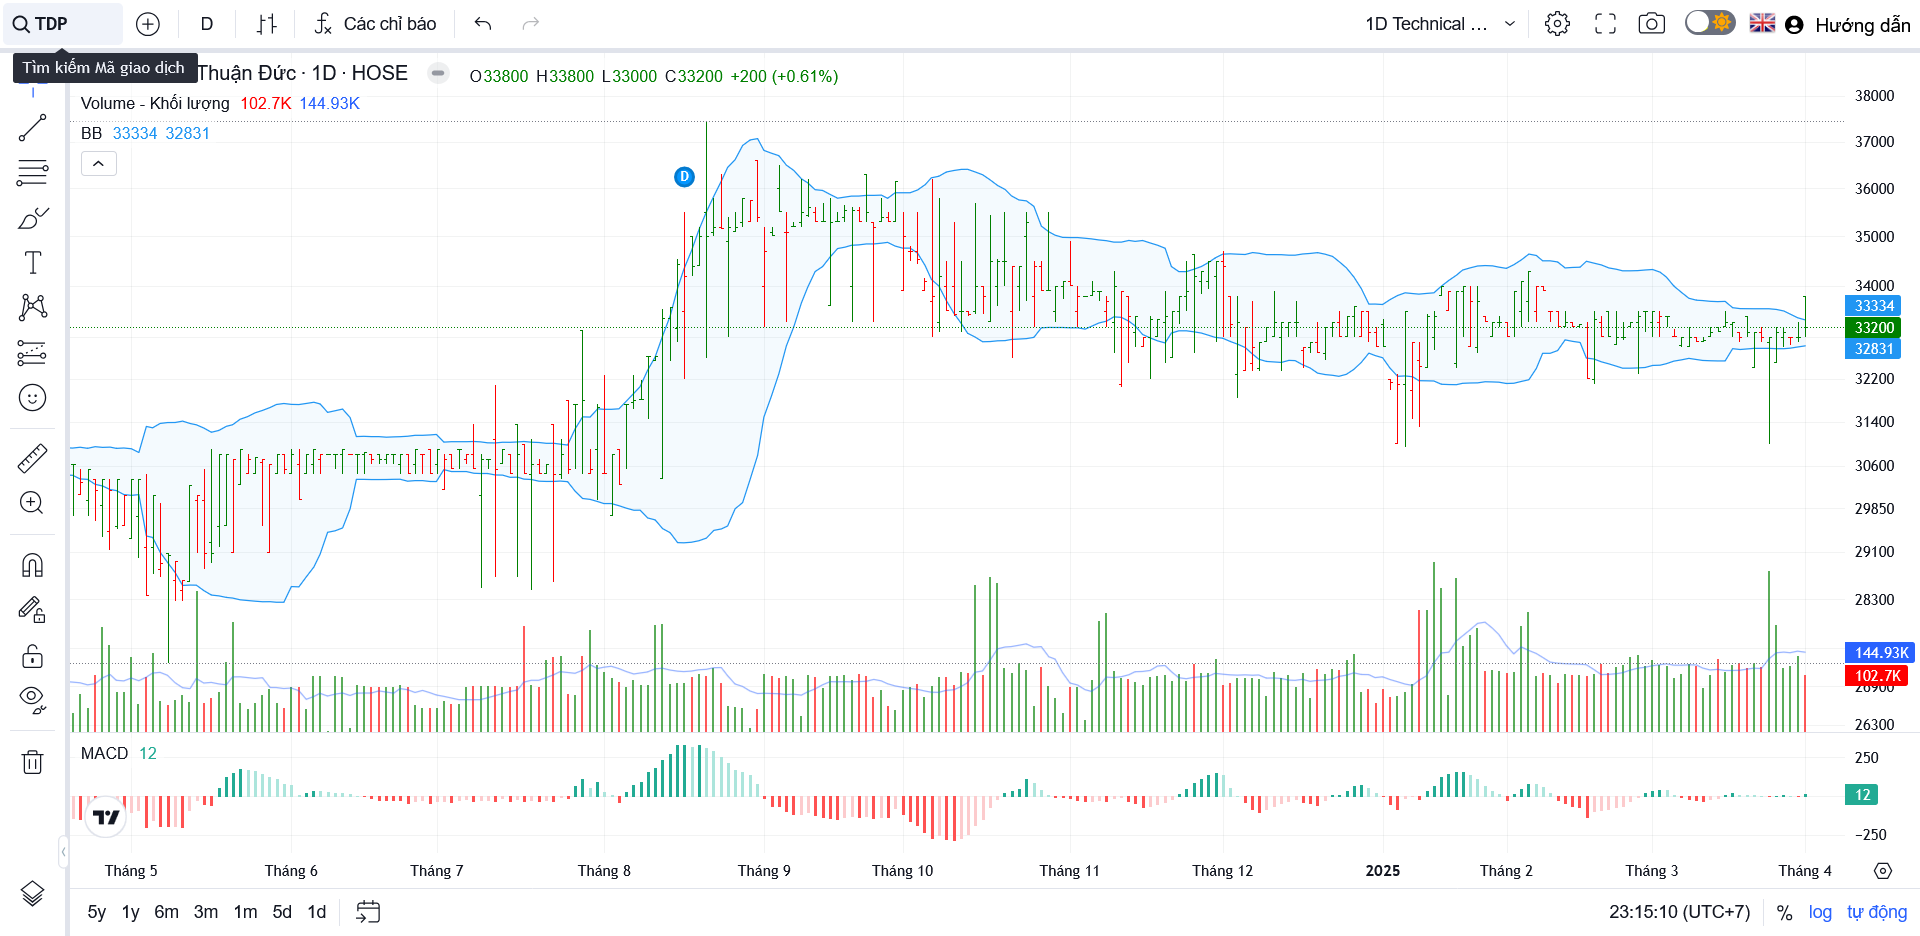 TDP
D
Các chỉ báo
1D Technical ...
Hướng dẫn
Tìm kiếm Mã giao dịch
Thuận Đức · 1D · HOSE
O33800 H33800 L33000 C33200 +200 (+0.61%)
Volume - Khối lượng 102.7K 144.93K
BB 33334 32831
D
38000
37000
36000
35000
34000
33334
33200
32831
32200
31400
30600
29850
29100
28300
144.93K
102.7K
26900
26300
MACD 12
250
12
−250
Tháng 5
Tháng 6
Tháng 7
Tháng 8
Tháng 9
Tháng 10
Tháng 11
Tháng 12
2025
Tháng 2
Tháng 3
Tháng 4
5y 1y 6m 3m 1m 5d 1d
23:15:10 (UTC+7) % log tự động